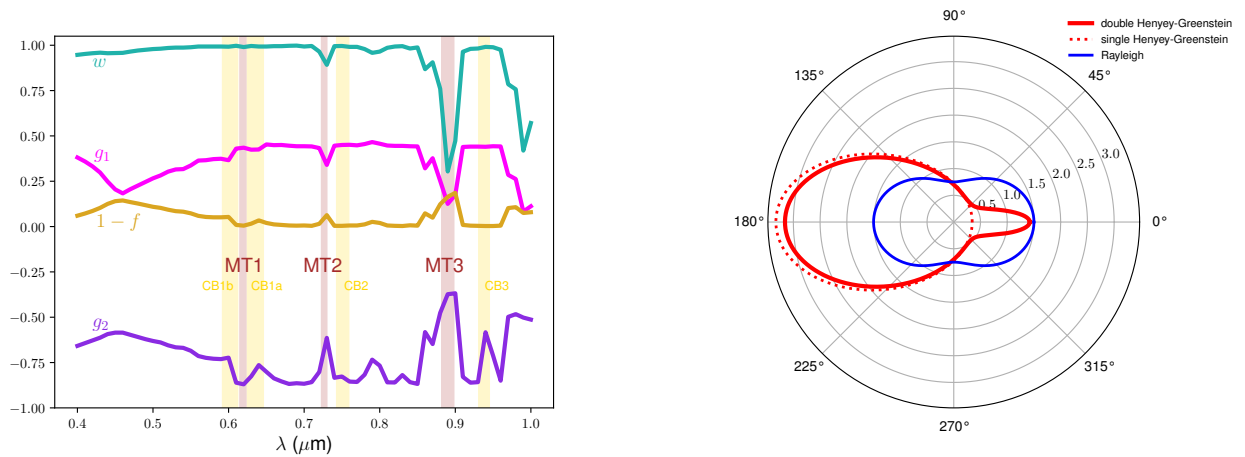 1.00
0.75
0.50
0.25
0.00
−0.25
−0.50
−0.75
−1.00
w
g1
1 − f
MT1 MT2 MT3
CB1b CB1a CB2 CB3
g2
0.4 0.5 0.6 0.7 0.8 0.9 1.0
λ (μm)
double Henyey-Greenstein
single Henyey-Greenstein
Rayleigh
90°
135° 45°
180° 0°
0.5 1.0 1.5 2.0 2.5 3.0
225° 315°
270°